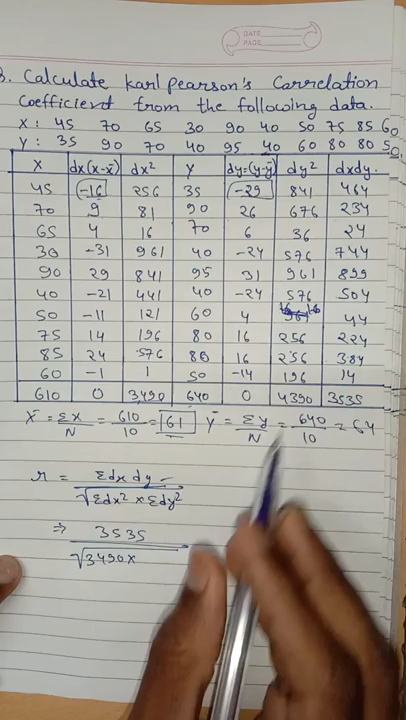 DATE
PAGE
3. Calculate Karl Pearson's Carrelation
Coefficient from the following data.
X : 45 70 65 30 90 40 50 75 85 60
Y : 35 90 70 40 95 40 60 80 80 50
X dx(x-x̄) dx² Y dy=(y-ȳ) dy² dxdy
45 -16 256 35 -29 841 464
70 9 81 90 26 676 234
65 4 16 70 6 36 24
30 -31 961 40 -24 576 744
90 29 841 95 31 961 899
40 -21 441 40 -24 576 504
50 -11 121 60 4 16 44
75 14 196 80 16 256 224
85 24 576 80 16 256 384
60 -1 1 50 -14 196 14
610 0 3490 640 0 4390 3535
x̄ = Σx/N = 610/10 = 61 ȳ = Σy/N = 640/10 = 64
r = Σdxdy / √Σdx² × Σdy²
⇒ 3535 / √3490×